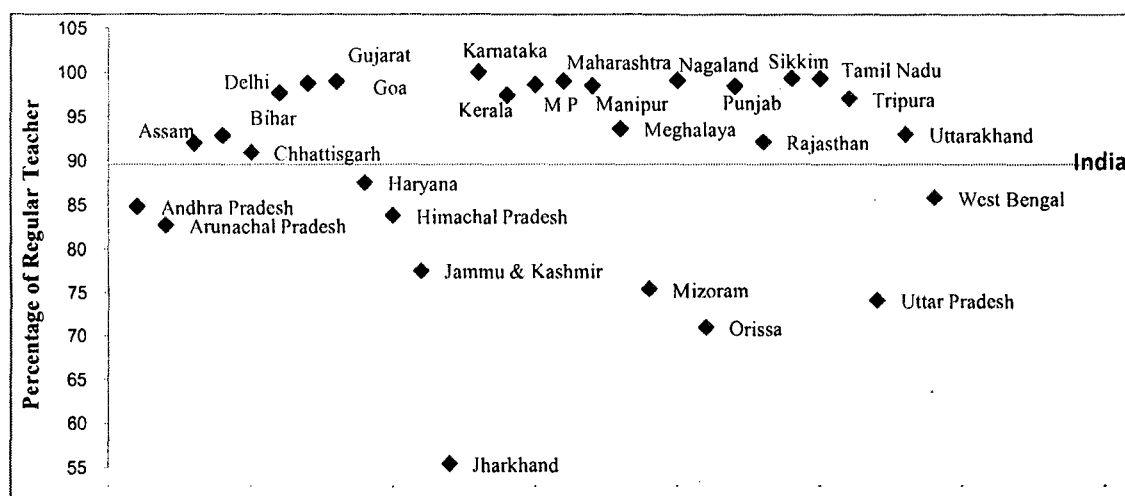 105
100
95
90
85
80
75
70
65
60
55
Percentage of Regular Teacher
Gujarat
Karnataka
Maharashtra
Nagaland
Sikkim
Tamil Nadu
Delhi
Goa
Kerala
M P
Manipur
Punjab
Tripura
Assam
Bihar
Meghalaya
Rajasthan
Uttarakhand
Chhattisgarh
India
Haryana
West Bengal
Andhra Pradesh
Himachal Pradesh
Arunachal Pradesh
Jammu & Kashmir
Mizoram
Uttar Pradesh
Orissa
Jharkhand